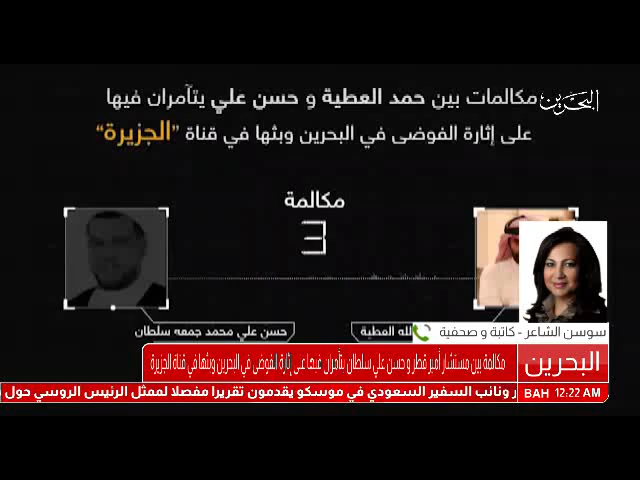 البحرين
مكالمات بين حمد العطية و حسن علي يتآمران فيها
على إثارة الفوضى في البحرين وبثها في قناة "الجزيرة"
مكالمة
3
حسن علي محمد جمعه سلطان
لله العطية
سوسن الشاعر - كاتبة و صحفية
مكالمة بين مستشار أمير قطر و حسن علي سلطان يتآمران فيها على إثارة الفوضى في البحرين وبثها في قناة الجزيرة
البحرين
ونائب السفير السعودي في موسكو يقدمون تقريرا مفصلا لممثل الرئيس الروسي حول
BAH 12:22 AM